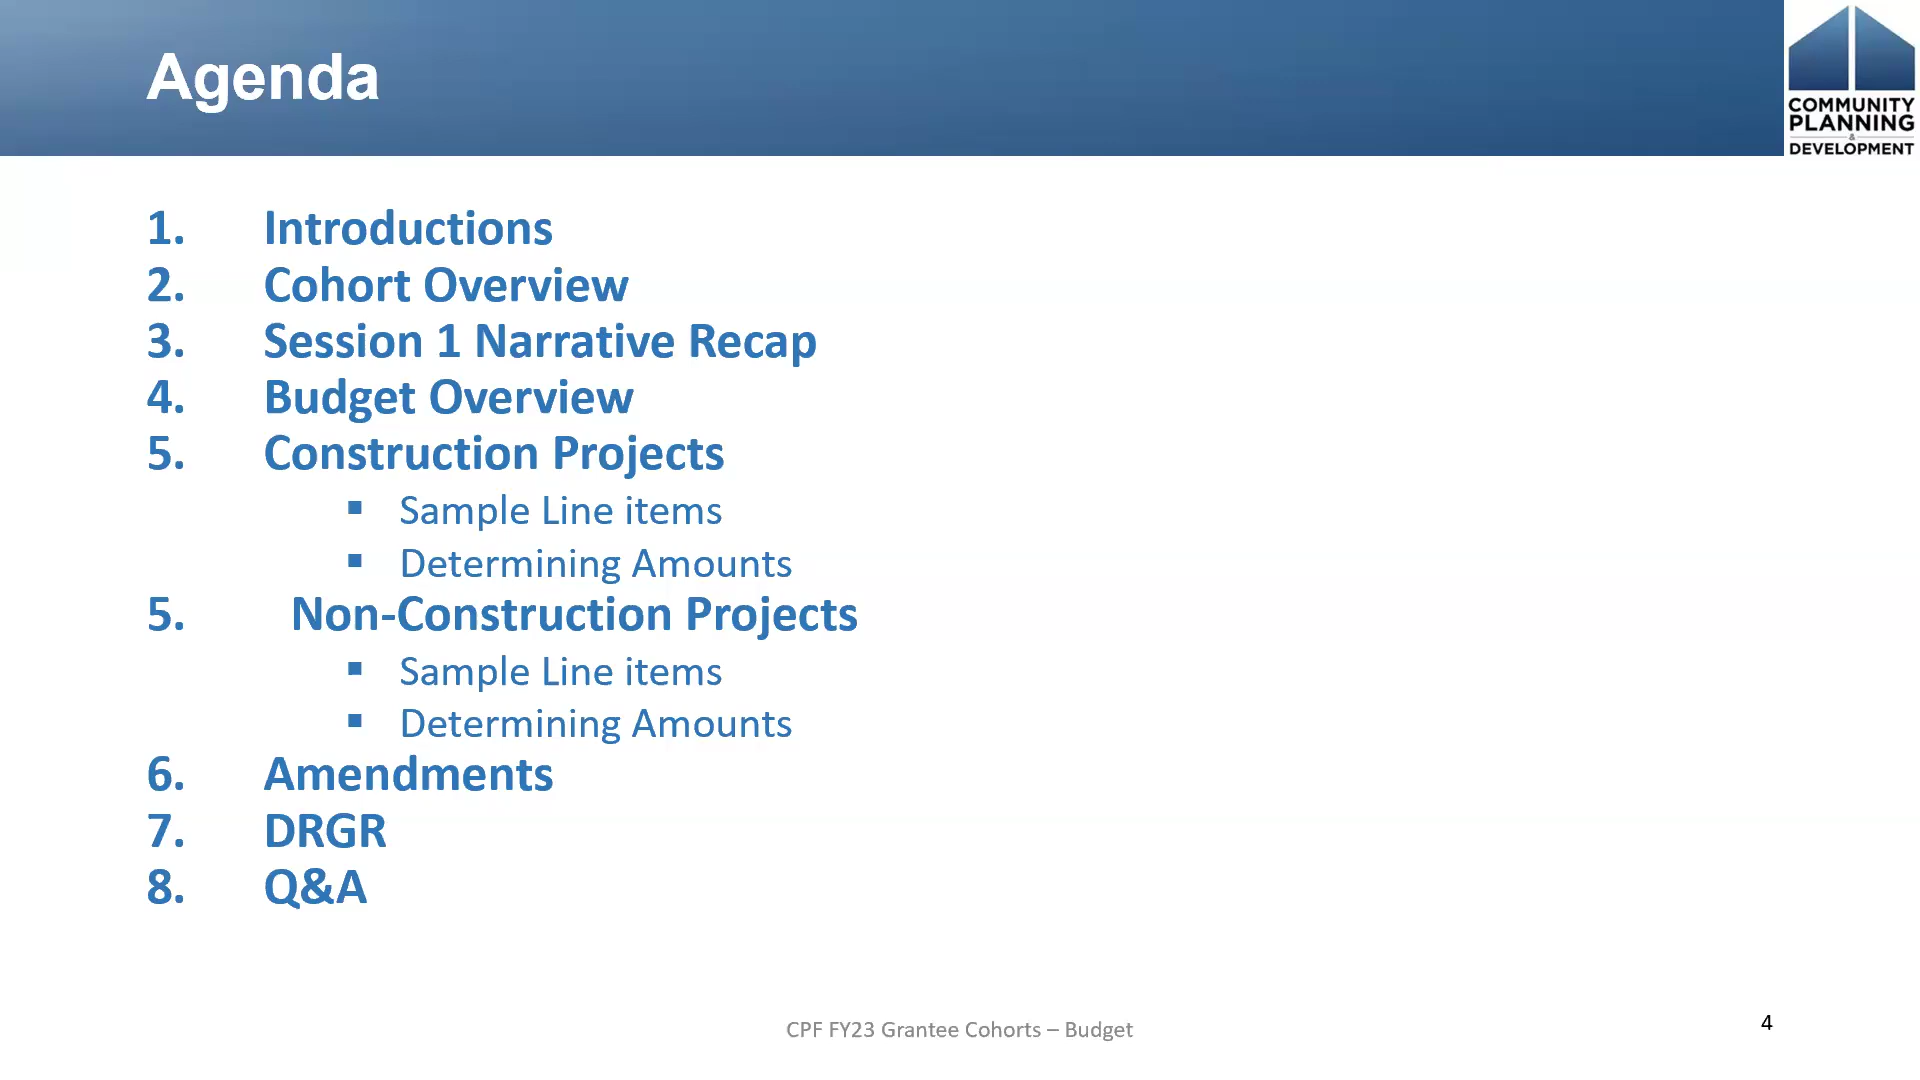 Agenda
COMMUNITY
PLANNING
&
DEVELOPMENT
1. Introductions
2. Cohort Overview
3. Session 1 Narrative Recap
4. Budget Overview
5. Construction Projects
▪ Sample Line items
▪ Determining Amounts
5. Non-Construction Projects
▪ Sample Line items
▪ Determining Amounts
6. Amendments
7. DRGR
8. Q&A
CPF FY23 Grantee Cohorts – Budget
4